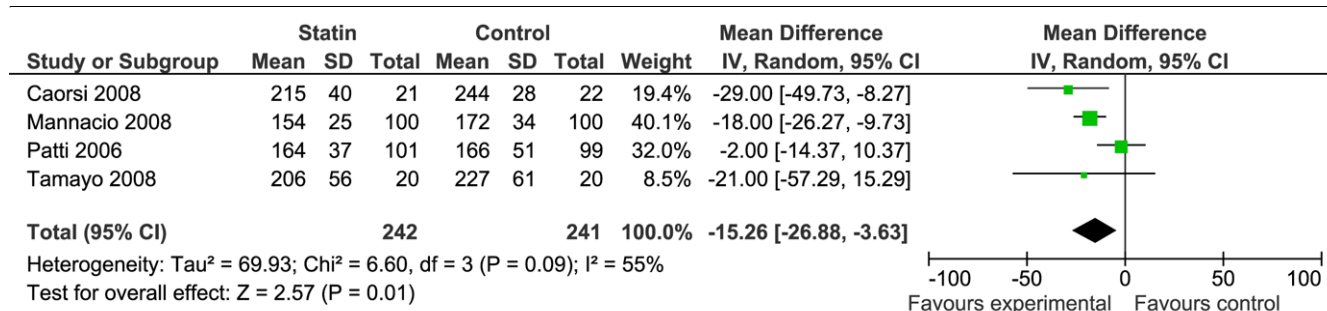 Statin Control Mean Difference Mean Difference
Study or Subgroup Mean SD Total Mean SD Total Weight IV, Random, 95% CI IV, Random, 95% CI
Caorsi 2008 215 40 21 244 28 22 19.4% -29.00 [-49.73, -8.27]
Mannacio 2008 154 25 100 172 34 100 40.1% -18.00 [-26.27, -9.73]
Patti 2006 164 37 101 166 51 99 32.0% -2.00 [-14.37, 10.37]
Tamayo 2008 206 56 20 227 61 20 8.5% -21.00 [-57.29, 15.29]
Total (95% CI) 242 241 100.0% -15.26 [-26.88, -3.63]
Heterogeneity: Tau² = 69.93; Chi² = 6.60, df = 3 (P = 0.09); I² = 55%
Test for overall effect: Z = 2.57 (P = 0.01)
-100 -50 0 50 100
Favours experimental Favours control